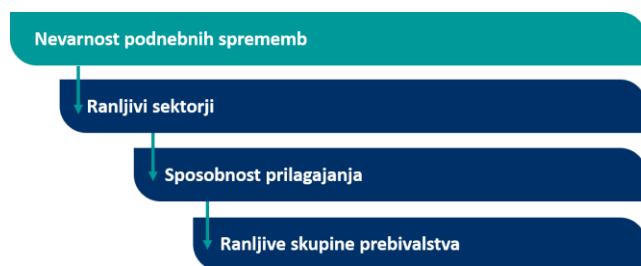 Nevarnost podnebnih sprememb
Ranljivi sektorji
Sposobnost prilagajanja
Ranljive skupine prebivalstva